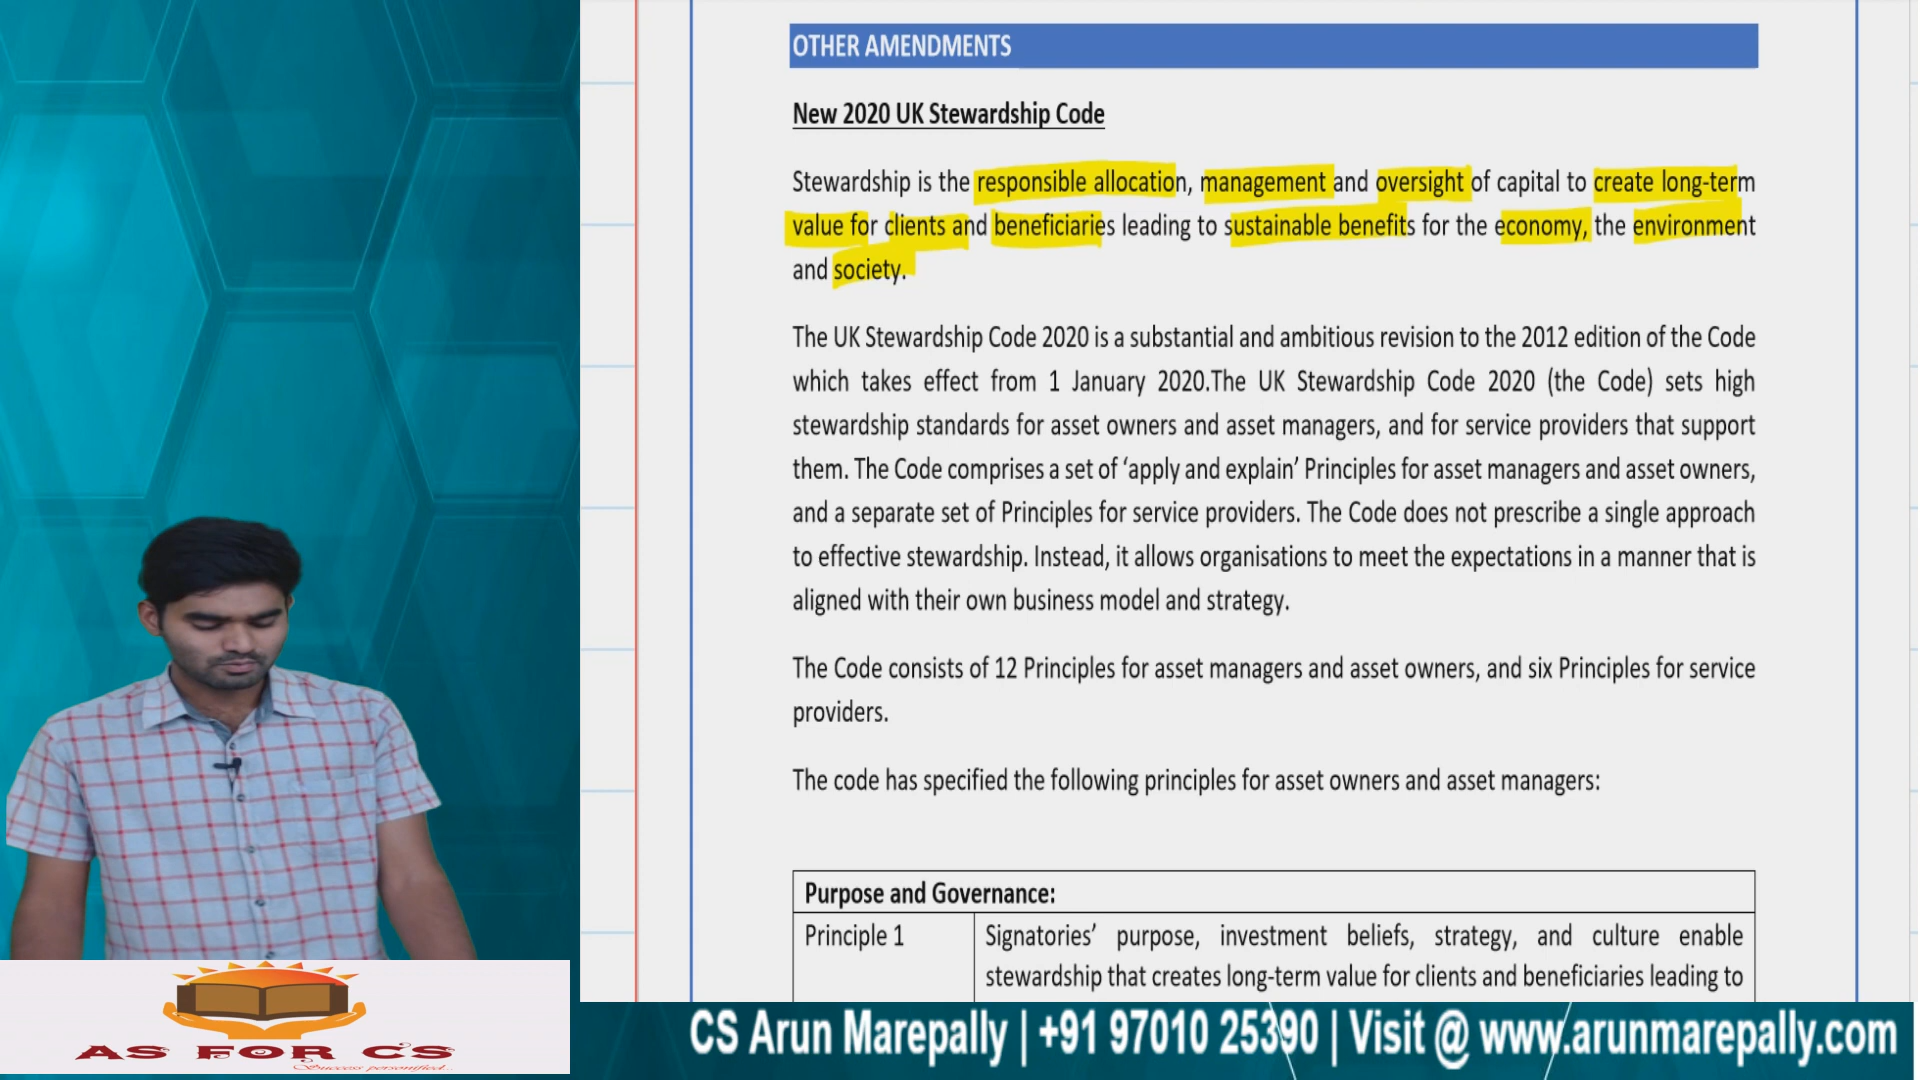 OTHER AMENDMENTS
New 2020 UK Stewardship Code
Stewardship is the responsible allocation, management and oversight of capital to create long-term
value for clients and beneficiaries leading to sustainable benefits for the economy, the environment
and society.
The UK Stewardship Code 2020 is a substantial and ambitious revision to the 2012 edition of the Code
which takes effect from 1 January 2020.The UK Stewardship Code 2020 (the Code) sets high
stewardship standards for asset owners and asset managers, and for service providers that support
them. The Code comprises a set of ‘apply and explain’ Principles for asset managers and asset owners,
and a separate set of Principles for service providers. The Code does not prescribe a single approach
to effective stewardship. Instead, it allows organisations to meet the expectations in a manner that is
aligned with their own business model and strategy.
The Code consists of 12 Principles for asset managers and asset owners, and six Principles for service
providers.
The code has specified the following principles for asset owners and asset managers:
Purpose and Governance:
Principle 1
Signatories’ purpose, investment beliefs, strategy, and culture enable
stewardship that creates long-term value for clients and beneficiaries leading to
AS FOR CS
Success personified...
CS Arun Marepally | +91 97010 25390 | Visit @ www.arunmarepally.com